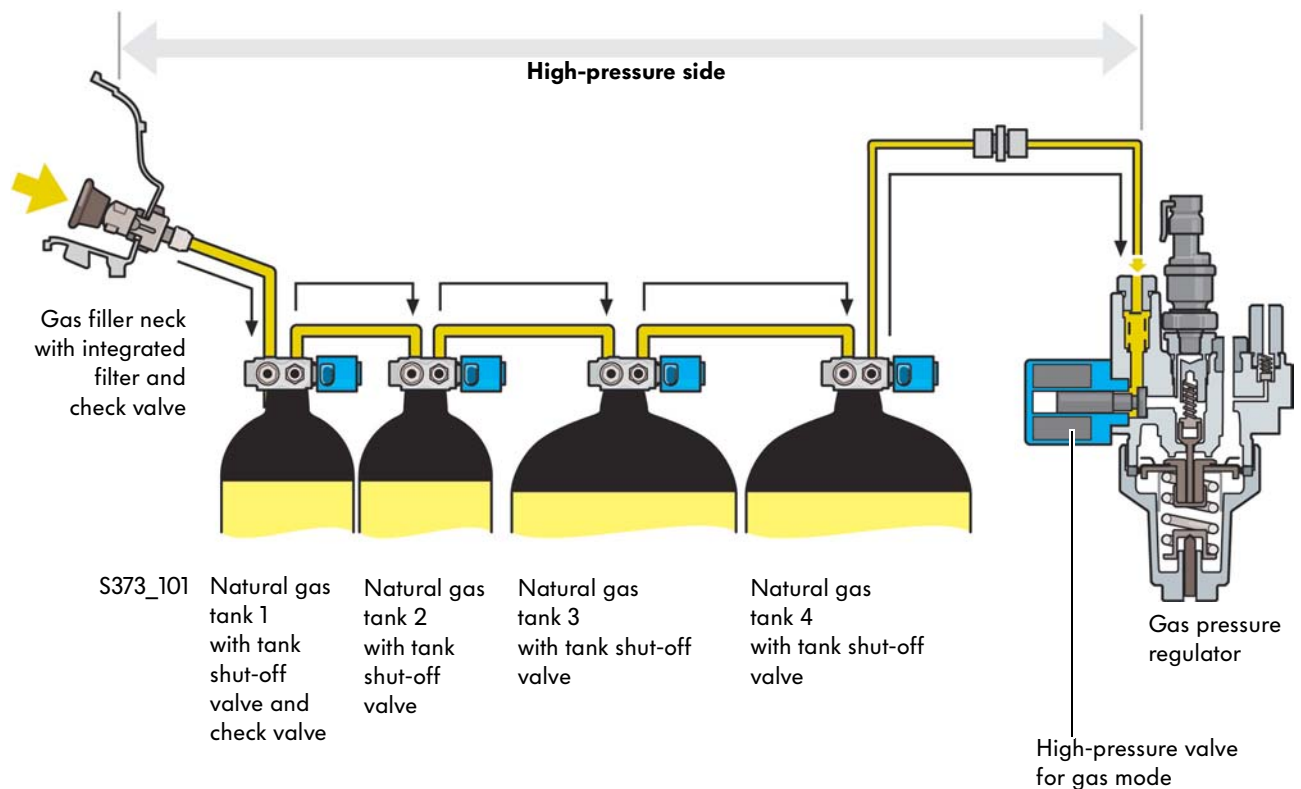 High-pressure side
Gas filler neck
with integrated
filter and
check valve
S373_101
Natural gas
tank 1
with tank
shut-off
valve and
check valve
Natural gas
tank 2
with tank
shut-off
valve
Natural gas
tank 3
with tank shut-off
valve
Natural gas
tank 4
with tank shut-off
valve
Gas pressure
regulator
High-pressure valve
for gas mode